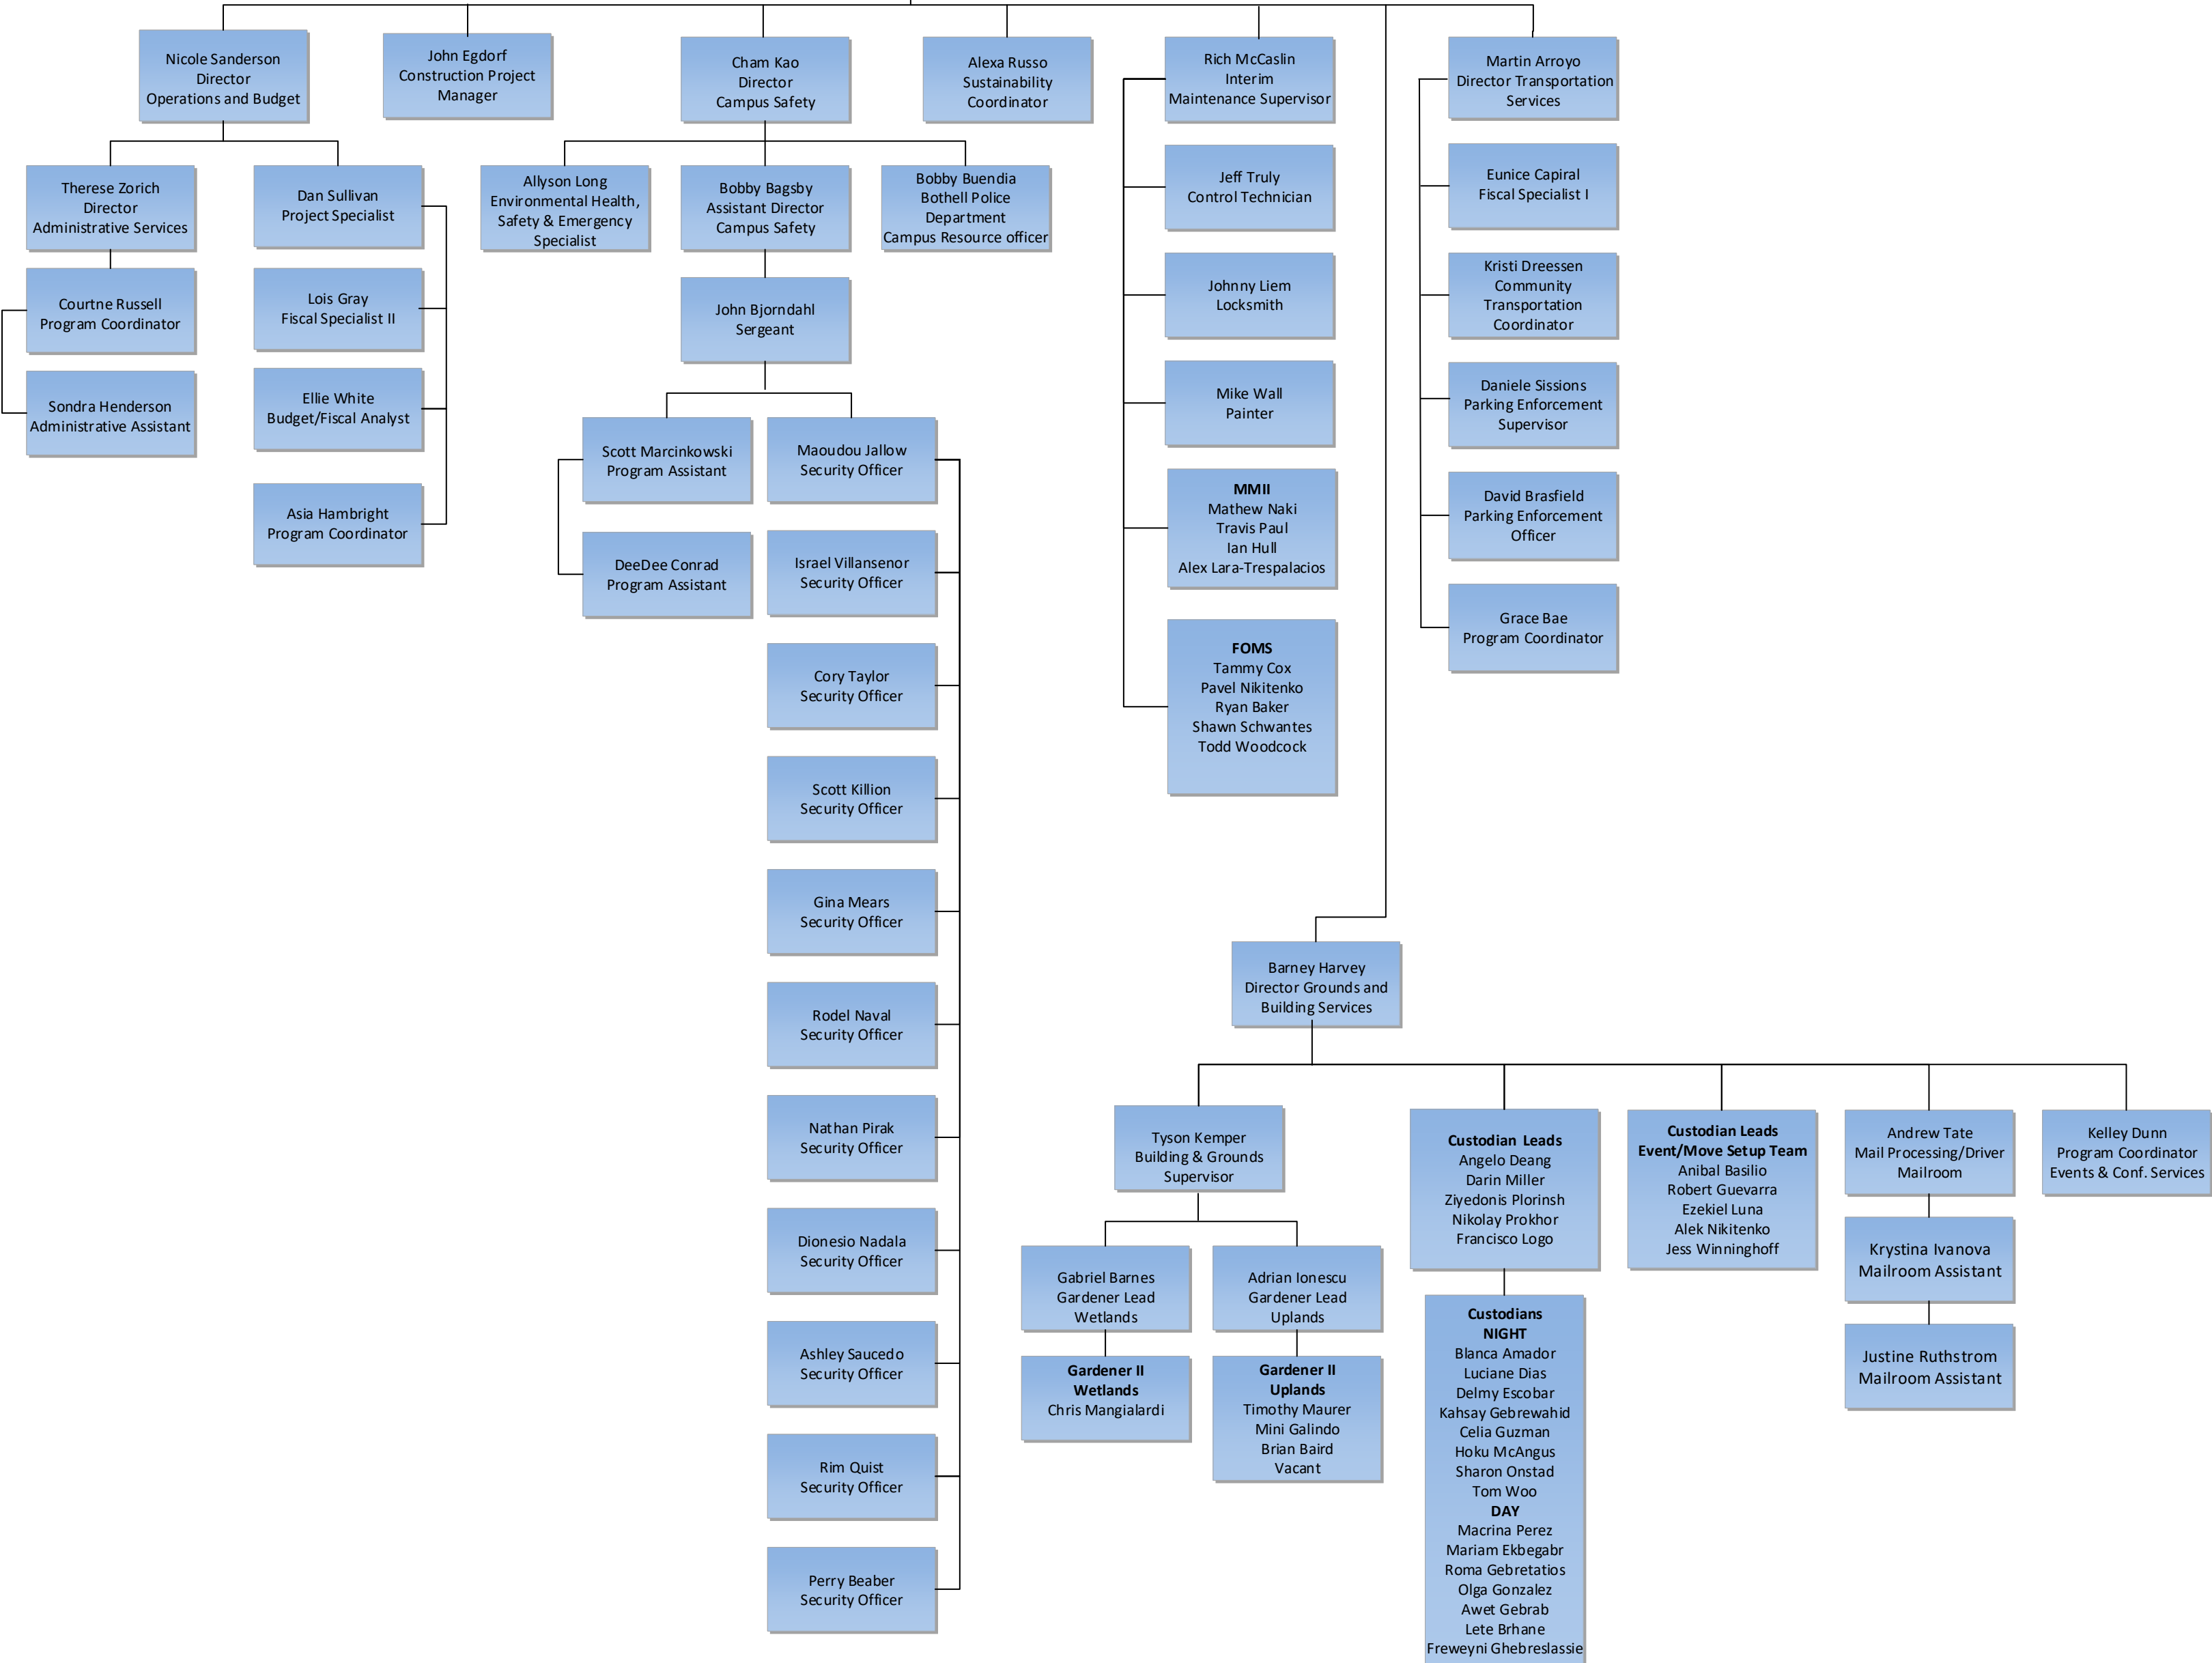 Nicole Sanderson
Director
Operations and Budget
John Egdorf
Construction Project
Manager
Cham Kao
Director
Campus Safety
Alexa Russo
Sustainability
Coordinator
Rich McCaslin
Interim
Maintenance Supervisor
Martin Arroyo
Director Transportation
Services
Therese Zorich
Director
Administrative Services
Dan Sullivan
Project Specialist
Courtne Russell
Program Coordinator
Lois Gray
Fiscal Specialist II
Sondra Henderson
Administrative Assistant
Ellie White
Budget/Fiscal Analyst
Asia Hambright
Program Coordinator
Allyson Long
Environmental Health,
Safety & Emergency
Specialist
Bobby Bagsby
Assistant Director
Campus Safety
Bobby Buendia
Bothell Police
Department
Campus Resource officer
John Bjorndahl
Sergeant
Scott Marcinkowski
Program Assistant
DeeDee Conrad
Program Assistant
Maoudou Jallow
Security Officer
Israel Villansenor
Security Officer
Cory Taylor
Security Officer
Scott Killion
Security Officer
Gina Mears
Security Officer
Rodel Naval
Security Officer
Nathan Pirak
Security Officer
Dionesio Nadala
Security Officer
Ashley Saucedo
Security Officer
Rim Quist
Security Officer
Perry Beaber
Security Officer
Jeff Truly
Control Technician
Johnny Liem
Locksmith
Mike Wall
Painter
MMII
Mathew Naki
Travis Paul
Ian Hull
Alex Lara-Trespalacios
FOMS
Tammy Cox
Pavel Nikitenko
Ryan Baker
Shawn Schwantes
Todd Woodcock
Eunice Capiral
Fiscal Specialist I
Kristi Dreessen
Community
Transportation
Coordinator
Daniele Sissions
Parking Enforcement
Supervisor
David Brasfield
Parking Enforcement
Officer
Grace Bae
Program Coordinator
Barney Harvey
Director Grounds and
Building Services
Tyson Kemper
Building & Grounds
Supervisor
Gabriel Barnes
Gardener Lead
Wetlands
Adrian Ionescu
Gardener Lead
Uplands
Gardener II
Wetlands
Chris Mangialardi
Gardener II
Uplands
Timothy Maurer
Mini Galindo
Brian Baird
Vacant
Custodian Leads
Angelo Deang
Darin Miller
Ziyedonis Plorinsh
Nikolay Prokhor
Francisco Logo
Custodians
NIGHT
Blanca Amador
Luciane Dias
Delmy Escobar
Kahsay Gebrewahid
Celia Guzman
Hoku McAngus
Sharon Onstad
Tom Woo
DAY
Macrina Perez
Mariam Ekbegabr
Roma Gebretatios
Olga Gonzalez
Awet Gebrab
Lete Brhane
Freweyni Ghebreslassie
Custodian Leads
Event/Move Setup Team
Anibal Basilio
Robert Guevarra
Ezekiel Luna
Alek Nikitenko
Jess Winninghoff
Andrew Tate
Mail Processing/Driver
Mailroom
Krystina Ivanova
Mailroom Assistant
Justine Ruthstrom
Mailroom Assistant
Kelley Dunn
Program Coordinator
Events & Conf. Services